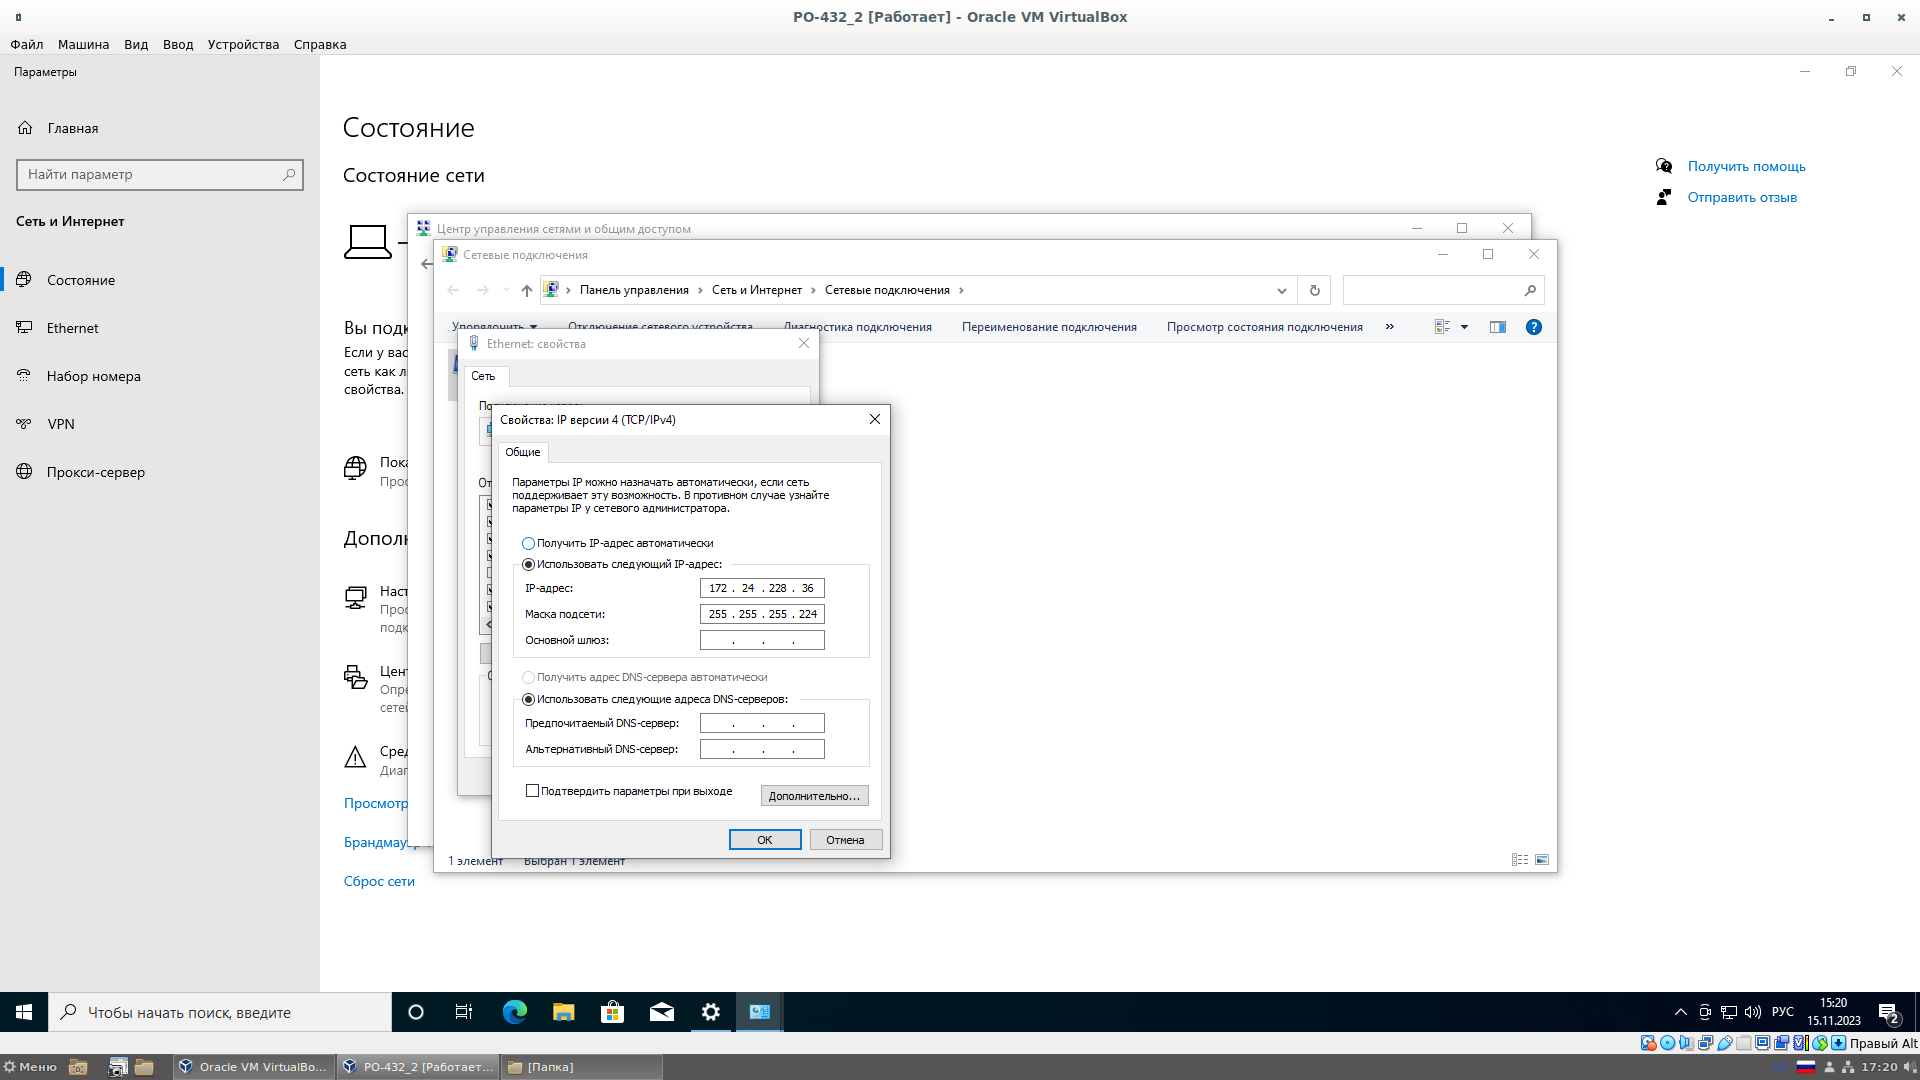 PO-432_2 [Работает] - Oracle VM VirtualBox
Файл Машина Вид Ввод Устройства Справка
Параметры
Главная
Найти параметр
Сеть и Интернет
Состояние
Ethernet
Набор номера
VPN
Прокси-сервер
Состояние
Состояние сети
Получить помощь
Отправить отзыв
Вы подк
Если у вас
сеть как л
свойства.
Пока
Прос
Дополн
Наст
Прос
подк
Цент
Опре
сетей
Сред
Диаг
Просмотр
Брандмау
Сброс сети
Центр управления сетями и общим доступом
Сетевые подключения
Панель управления Сеть и Интернет Сетевые подключения
Упорядочить Отключение сетевого устройства Диагностика подключения Переименование подключения Просмотр состояния подключения »
Ethernet: свойства
Сеть
От
Свойства: IP версии 4 (TCP/IPv4)
Общие
Параметры IP можно назначать автоматически, если сеть
поддерживает эту возможность. В противном случае узнайте
параметры IP у сетевого администратора.
Получить IP-адрес автоматически
Использовать следующий IP-адрес:
IP-адрес: 172 . 24 . 228 . 36
Маска подсети: 255 . 255 . 255 . 224
Основной шлюз: . . .
Получить адрес DNS-сервера автоматически
Использовать следующие адреса DNS-серверов:
Предпочитаемый DNS-сервер: . . .
Альтернативный DNS-сервер: . . .
Подтвердить параметры при выходе
Дополнительно...
ОК Отмена
1 элемент Выбран 1 элемент
Чтобы начать поиск, введите
РУС
15:20
15.11.2023
2
Правый Alt
Меню
Oracle VM VirtualBo...
PO-432_2 [Работает...
[Папка]
17:20